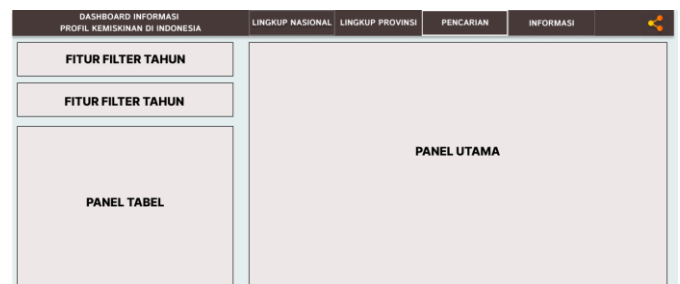 DASHBOARD INFORMASI
PROFIL KEMISKINAN DI INDONESIA
LINGKUP NASIONAL
LINGKUP PROVINSI
PENCARIAN
INFORMASI
FITUR FILTER TAHUN
FITUR FILTER TAHUN
PANEL TABEL
PANEL UTAMA